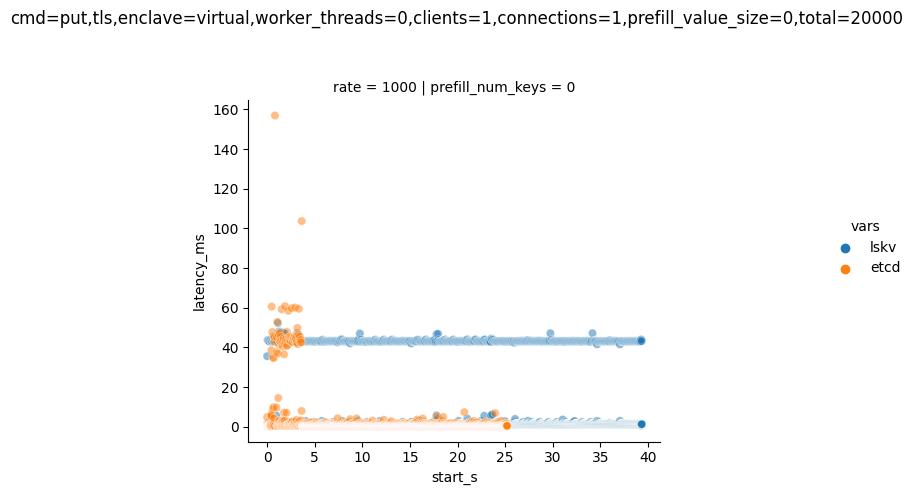 cmd=put,tls,enclave=virtual,worker_threads=0,clients=1,connections=1,prefill_value_size=0,total=20000
rate = 1000 | prefill_num_keys = 0
160
140
120
100
80
60
40
20
0
latency_ms
0 5 10 15 20 25 30 35 40
start_s
vars
lskv
etcd